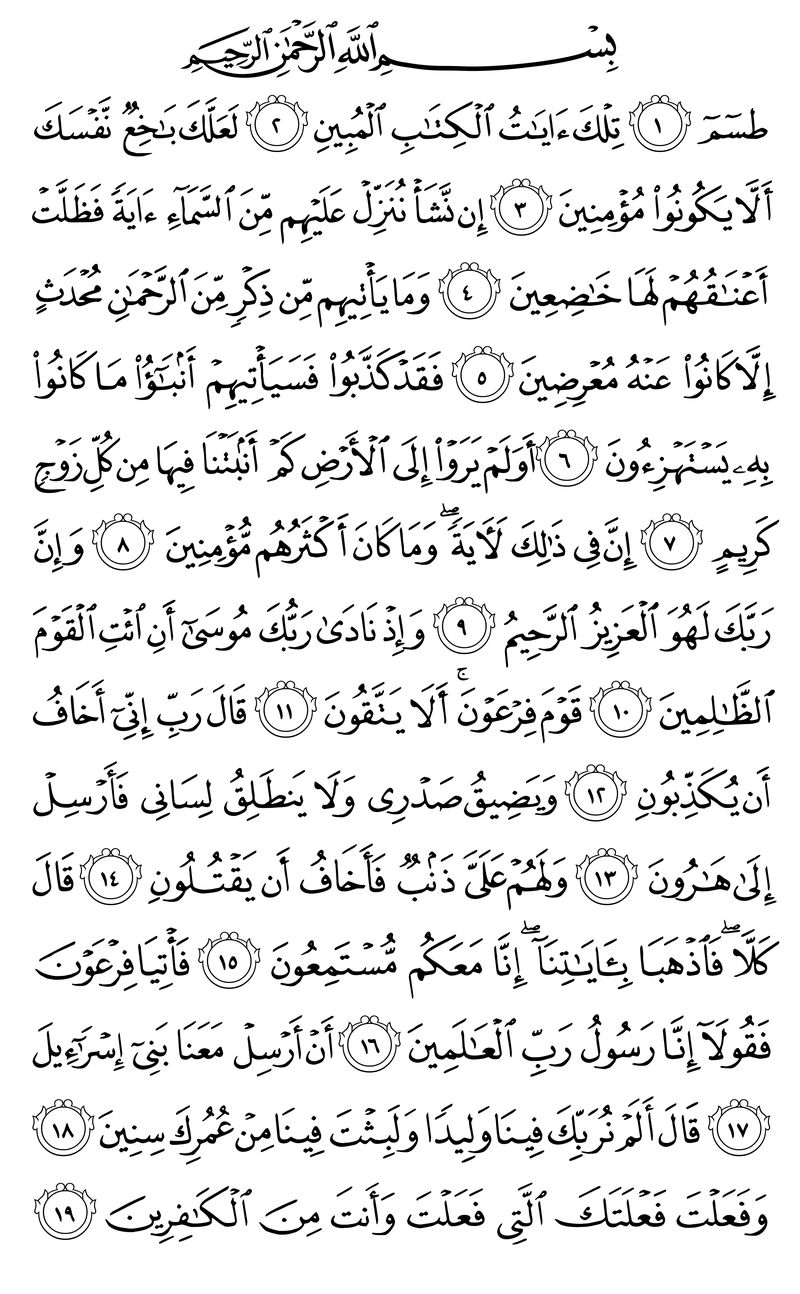 بِسْمِ ٱللَّهِ ٱلرَّحْمَٰنِ ٱلرَّحِيمِ
طسٓمٓ ١ تِلْكَ ءَايَٰتُ ٱلْكِتَٰبِ ٱلْمُبِينِ ٢ لَعَلَّكَ بَٰخِعٌ نَّفْسَكَ
أَلَّا يَكُونُوا۟ مُؤْمِنِينَ ٣ إِن نَّشَأْ نُنَزِّلْ عَلَيْهِم مِّنَ ٱلسَّمَآءِ ءَايَةً فَظَلَّتْ
أَعْنَٰقُهُمْ لَهَا خَٰضِعِينَ ٤ وَمَا يَأْتِيهِم مِّن ذِكْرٍ مِّنَ ٱلرَّحْمَٰنِ مُحْدَثٍ
إِلَّا كَانُوا۟ عَنْهُ مُعْرِضِينَ ٥ فَقَدْ كَذَّبُوا۟ فَسَيَأْتِيهِمْ أَنۢبَٰٓؤُا۟ مَا كَانُوا۟
بِهِۦ يَسْتَهْزِءُونَ ٦ أَوَلَمْ يَرَوْا۟ إِلَى ٱلْأَرْضِ كَمْ أَنۢبَتْنَا فِيهَا مِن كُلِّ زَوْجٍ
كَرِيمٍ ٧ إِنَّ فِى ذَٰلِكَ لَءَايَةً ۖ وَمَا كَانَ أَكْثَرُهُم مُّؤْمِنِينَ ٨ وَإِنَّ
رَبَّكَ لَهُوَ ٱلْعَزِيزُ ٱلرَّحِيمُ ٩ وَإِذْ نَادَىٰ رَبُّكَ مُوسَىٰٓ أَنِ ٱئْتِ ٱلْقَوْمَ
ٱلظَّٰلِمِينَ ١٠ قَوْمَ فِرْعَوْنَ ۚ أَلَا يَتَّقُونَ ١١ قَالَ رَبِّ إِنِّىٓ أَخَافُ
أَن يُكَذِّبُونِ ١٢ وَيَضِيقُ صَدْرِى وَلَا يَنطَلِقُ لِسَانِى فَأَرْسِلْ
إِلَىٰ هَٰرُونَ ١٣ وَلَهُمْ عَلَىَّ ذَنۢبٌ فَأَخَافُ أَن يَقْتُلُونِ ١٤ قَالَ
كَلَّا ۖ فَٱذْهَبَا بِـَٔايَٰتِنَآ ۖ إِنَّا مَعَكُم مُّسْتَمِعُونَ ١٥ فَأْتِيَا فِرْعَوْنَ
فَقُولَآ إِنَّا رَسُولُ رَبِّ ٱلْعَٰلَمِينَ ١٦ أَنْ أَرْسِلْ مَعَنَا بَنِىٓ إِسْرَٰٓءِيلَ
١٧ قَالَ أَلَمْ نُرَبِّكَ فِينَا وَلِيدًا وَلَبِثْتَ فِينَا مِنْ عُمُرِكَ سِنِينَ ١٨
وَفَعَلْتَ فَعْلَتَكَ ٱلَّتِى فَعَلْتَ وَأَنتَ مِنَ ٱلْكَٰفِرِينَ ١٩